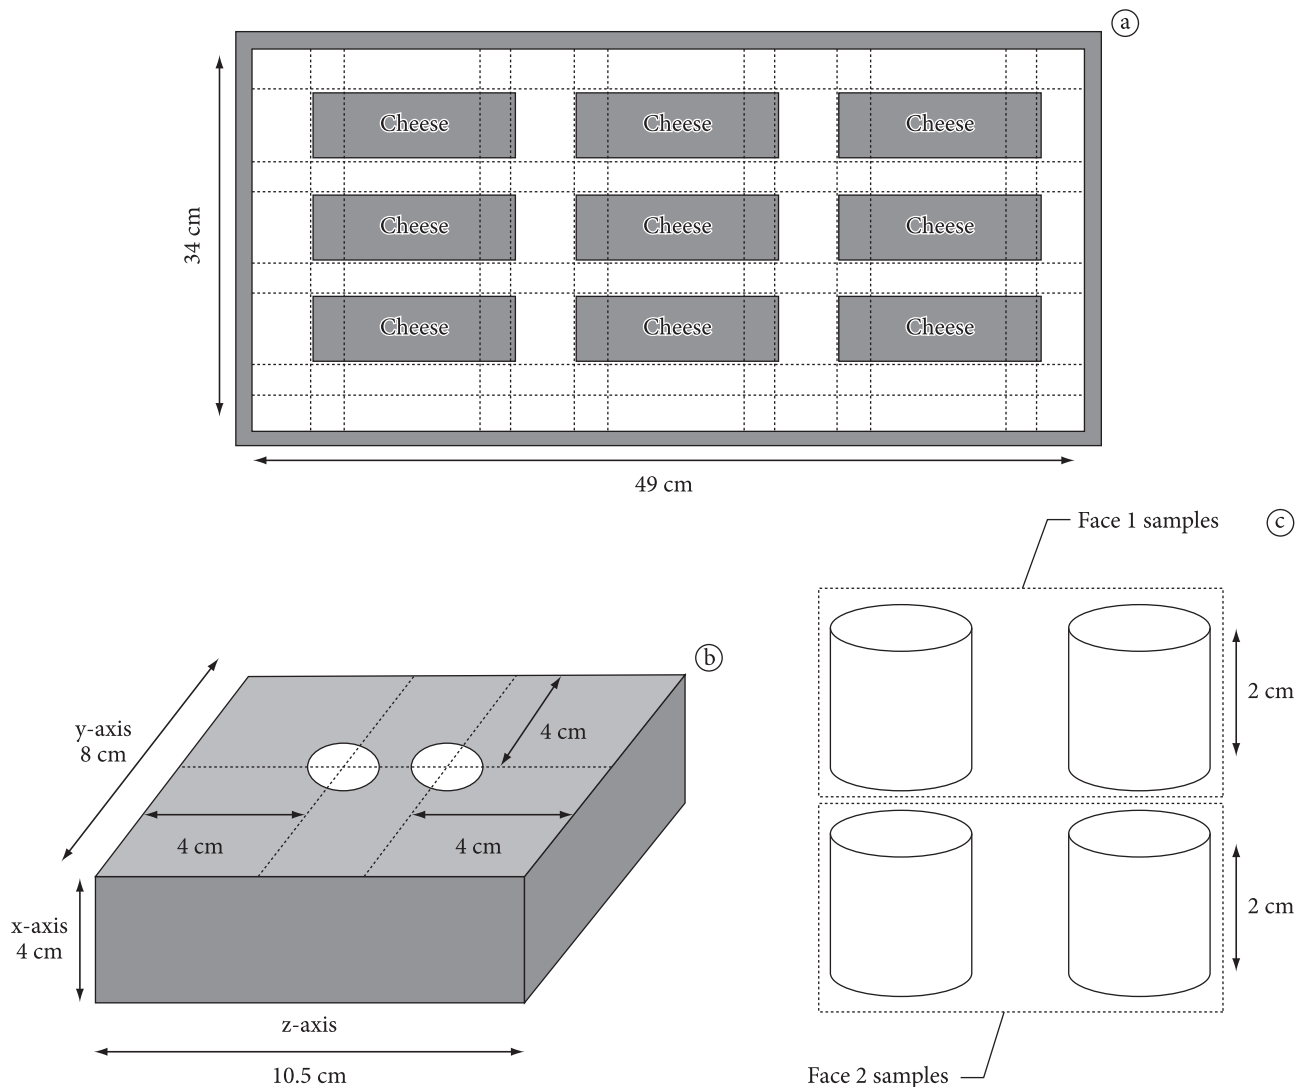 a
Cheese Cheese Cheese
Cheese Cheese Cheese
Cheese Cheese Cheese
34 cm
49 cm
b
y-axis
8 cm
4 cm
4 cm
4 cm
x-axis
4 cm
z-axis
10.5 cm
c
Face 1 samples
2 cm
2 cm
Face 2 samples